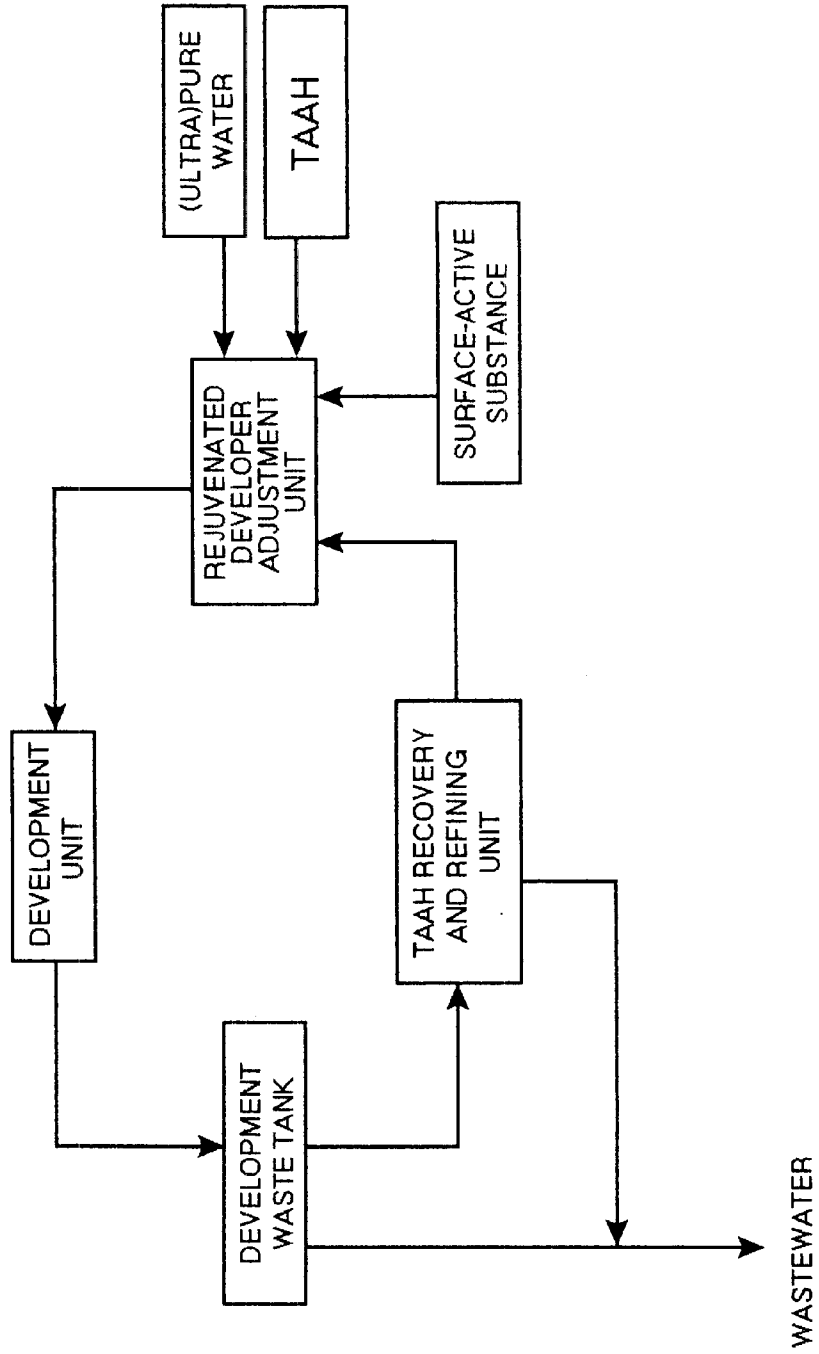 DEVELOPMENT
UNIT
DEVELOPMENT
WASTE TANK
REJUVENATED
DEVELOPER
ADJUSTMENT
UNIT
(ULTRA)PURE
WATER
TAAH
TAAH RECOVERY
AND REFINING
UNIT
SURFACE-ACTIVE
SUBSTANCE
WASTEWATER